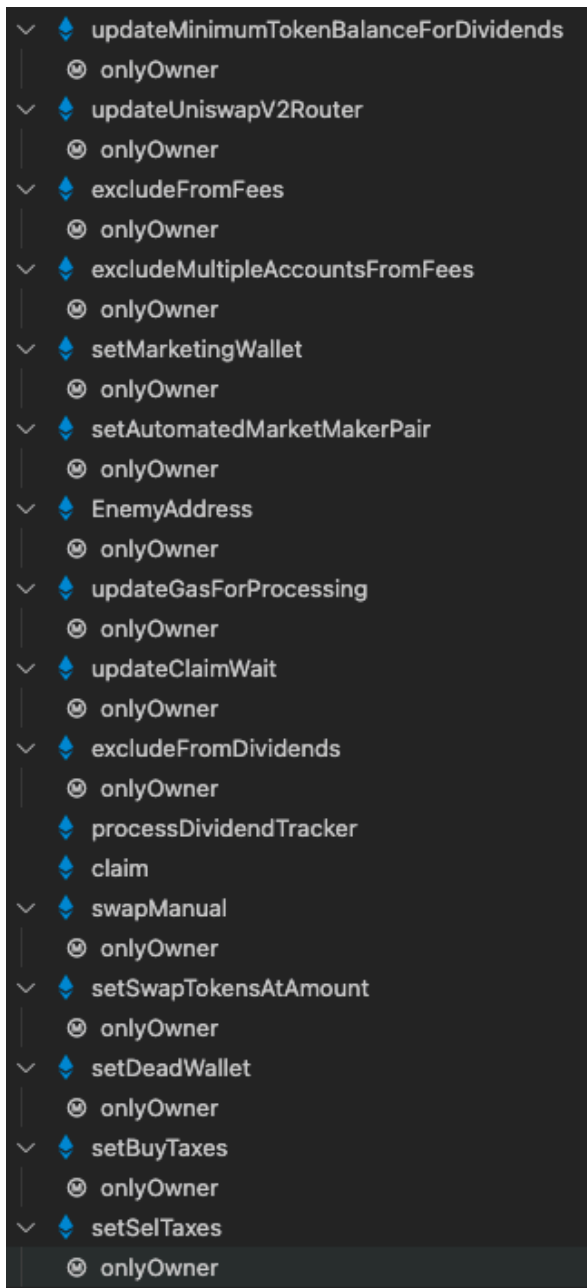 updateMinimumTokenBalanceForDividends
onlyOwner
updateUniswapV2Router
onlyOwner
excludeFromFees
onlyOwner
excludeMultipleAccountsFromFees
onlyOwner
setMarketingWallet
onlyOwner
setAutomatedMarketMakerPair
onlyOwner
EnemyAddress
onlyOwner
updateGasForProcessing
onlyOwner
updateClaimWait
onlyOwner
excludeFromDividends
onlyOwner
processDividendTracker
claim
swapManual
onlyOwner
setSwapTokensAtAmount
onlyOwner
setDeadWallet
onlyOwner
setBuyTaxes
onlyOwner
setSelTaxes
onlyOwner